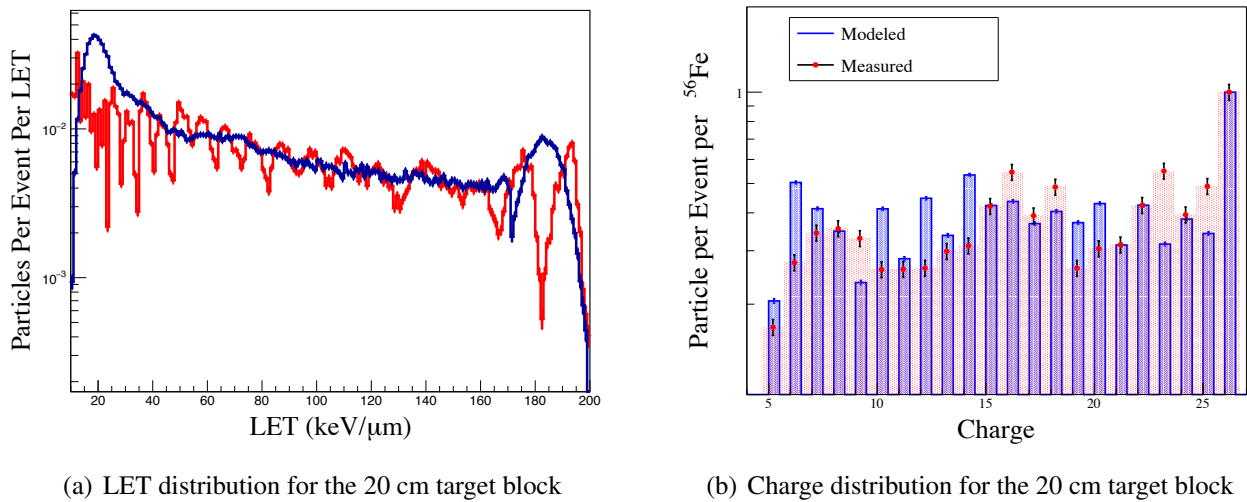 Particles Per Event Per LET
10⁻²
10⁻³
20 40 60 80 100 120 140 160 180 200
LET (keV/μm)
(a) LET distribution for the 20 cm target block
Particle per Event per ⁵⁶Fe
Modeled
Measured
1
5 10 15 20 25
Charge
(b) Charge distribution for the 20 cm target block